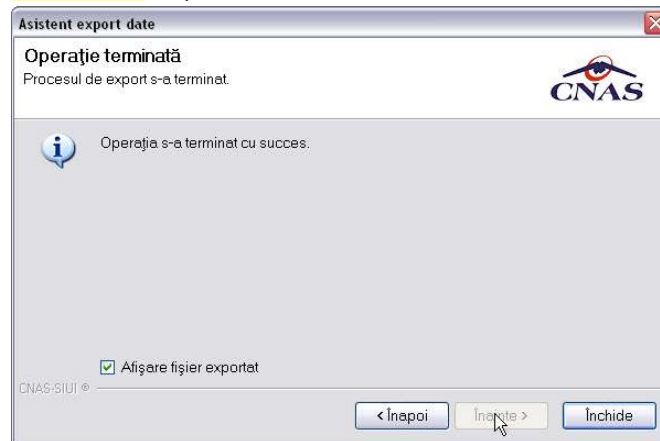 Asistent export date
Operaţie terminată
Procesul de export s-a terminat.
CNAS
Operaţia s-a terminat cu succes.
Afişare fişier exportat
CNAS-SIUI ®
< Înapoi
Înainte >
Închide